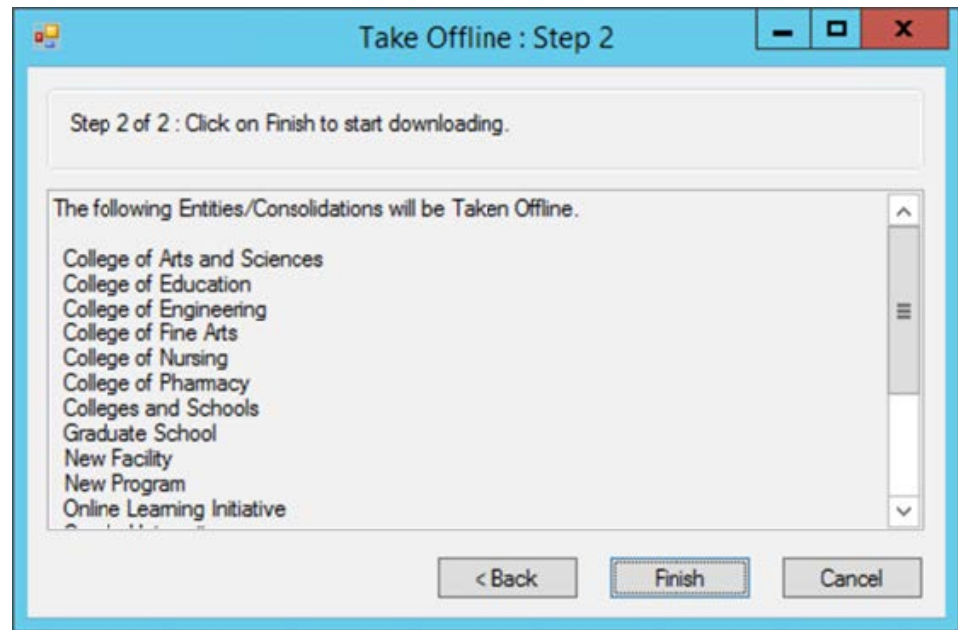 Take Offline : Step 2
Step 2 of 2 : Click on Finish to start downloading.
The following Entities/Consolidations will be Taken Offline.
College of Arts and Sciences
College of Education
College of Engineering
College of Fine Arts
College of Nursing
College of Pharmacy
Colleges and Schools
Graduate School
New Facility
New Program
Online Learning Initiative
< Back
Finish
Cancel